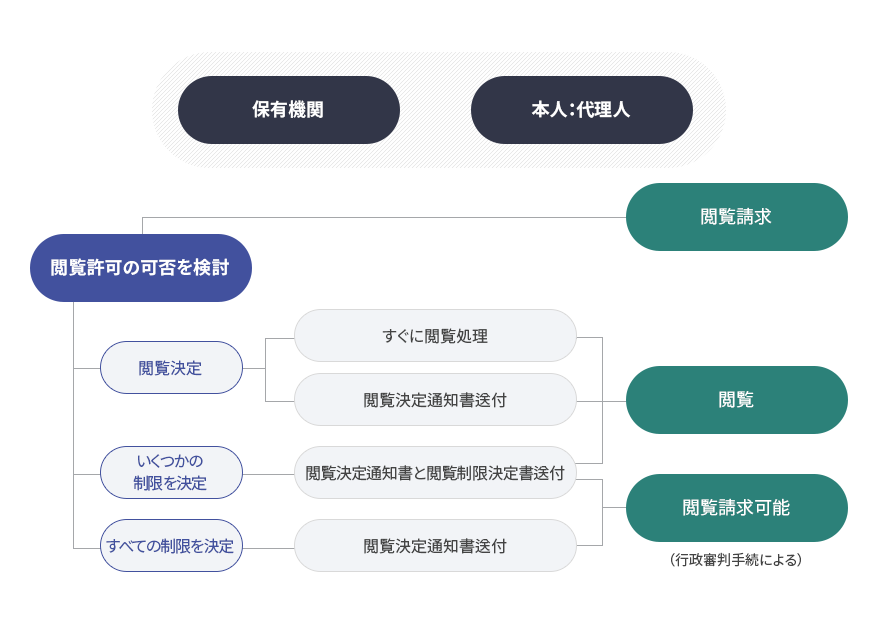 保有機関
本人：代理人
閲覧請求
閲覧許可の可否を検討
すぐに閲覧処理
閲覧決定
閲覧決定通知書送付
閲覧
いくつかの
制限を決定
閲覧決定通知書と閲覧制限決定書送付
閲覧請求可能
すべての制限を決定
閲覧決定通知書送付
（行政審判手続による）